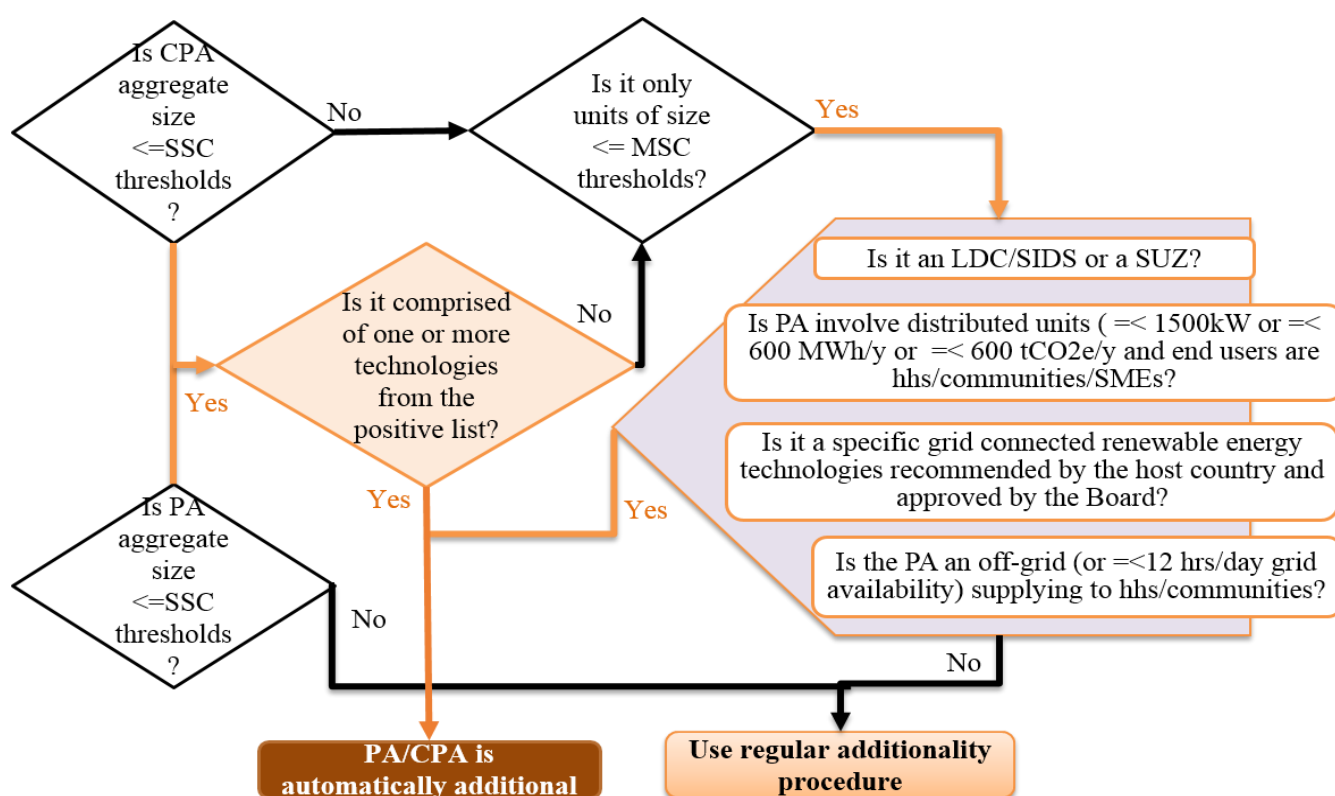 Is CPA
aggregate
size
<=SSC
thresholds
?
No
Is it only
units of size
<= MSC
thresholds?
Yes
Is it an LDC/SIDS or a SUZ?
Is PA involve distributed units ( =< 1500kW or =<
600 MWh/y or =< 600 tCO2e/y and end users are
hhs/communities/SMEs?
Is it a specific grid connected renewable energy
technologies recommended by the host country and
approved by the Board?
Is the PA an off-grid (or =<12 hrs/day grid
availability) supplying to hhs/communities?
Is it comprised
of one or more
technologies
from the
positive list?
No
Yes
Yes
Yes
Is PA
aggregate
size
<=SSC
thresholds
?
No
No
PA/CPA is
automatically additional
Use regular additionality
procedure